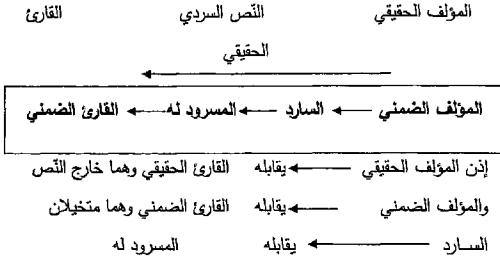 المؤلف الحقيقي النّص السردي القارئ
الحقيقي
المؤلف الضمني السارد المسرود له القارئ الضمني
إذن المؤلف الحقيقي يقابله القارئ الحقيقي وهما خارج النّص
والمؤلف الضمني يقابله القارئ الضمني وهما متخيلان
الســارد يقابله المسرود له